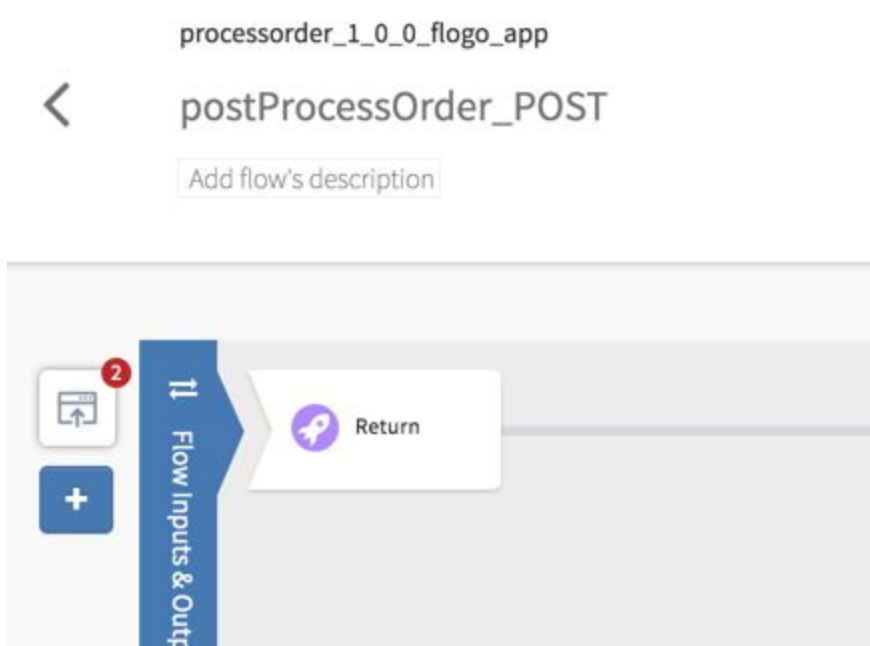 processorder_1_0_0_flogo_app
postProcessOrder_POST
Add flow's description
2
Return
Flow Inputs & Outp